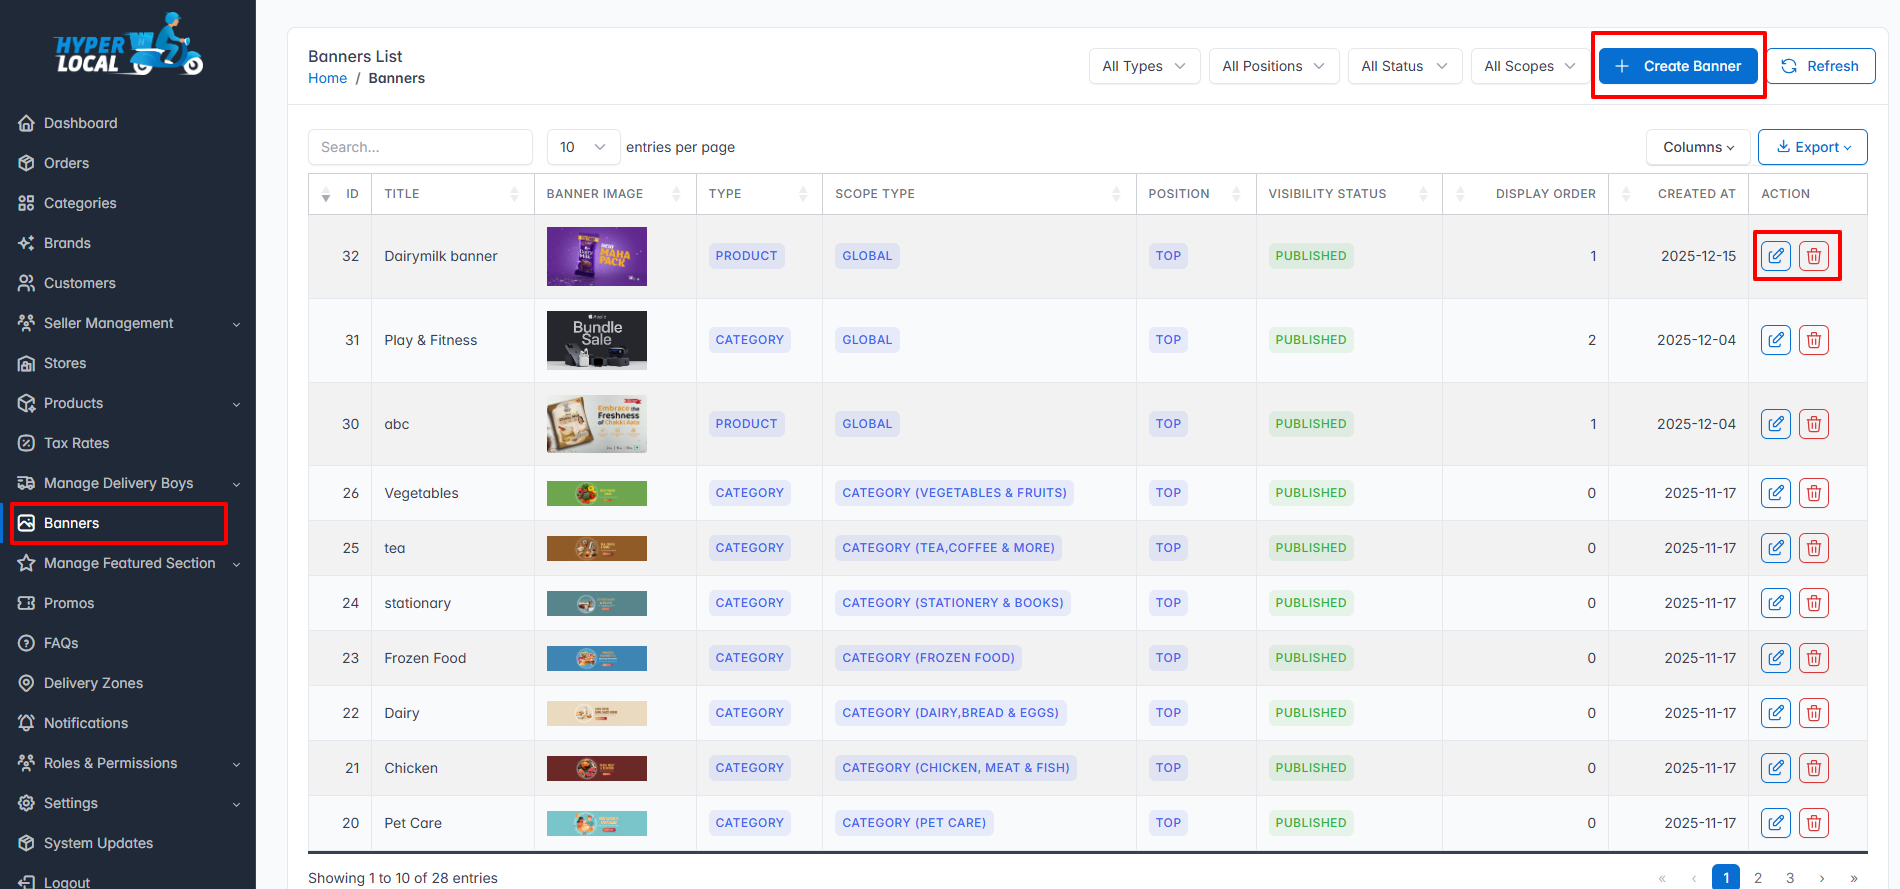 HYPER
LOCAL
Dashboard
Orders
Categories
Brands
Customers
Seller Management
Stores
Products
Tax Rates
Manage Delivery Boys
Banners
Manage Featured Section
Promos
FAQs
Delivery Zones
Notifications
Roles & Permissions
Settings
System Updates
Logout
Banners List
Home / Banners
All Types All Positions All Status All Scopes + Create Banner Refresh
Search... 10 entries per page Columns Export
ID TITLE BANNER IMAGE TYPE SCOPE TYPE POSITION VISIBILITY STATUS DISPLAY ORDER CREATED AT ACTION
32 Dairymilk banner PRODUCT GLOBAL TOP PUBLISHED 1 2025-12-15
MAHA
PACK
31 Play & Fitness CATEGORY GLOBAL TOP PUBLISHED 2 2025-12-04
Bundle
Sale
30 abc PRODUCT GLOBAL TOP PUBLISHED 1 2025-12-04
Embrace the
Freshness
of Chakki Aata
26 Vegetables CATEGORY CATEGORY (VEGETABLES & FRUITS) TOP PUBLISHED 0 2025-11-17
25 tea CATEGORY CATEGORY (TEA,COFFEE & MORE) TOP PUBLISHED 0 2025-11-17
24 stationary CATEGORY CATEGORY (STATIONERY & BOOKS) TOP PUBLISHED 0 2025-11-17
23 Frozen Food CATEGORY CATEGORY (FROZEN FOOD) TOP PUBLISHED 0 2025-11-17
22 Dairy CATEGORY CATEGORY (DAIRY,BREAD & EGGS) TOP PUBLISHED 0 2025-11-17
21 Chicken CATEGORY CATEGORY (CHICKEN, MEAT & FISH) TOP PUBLISHED 0 2025-11-17
20 Pet Care CATEGORY CATEGORY (PET CARE) TOP PUBLISHED 0 2025-11-17
Showing 1 to 10 of 28 entries « ‹ 1 2 3 › »